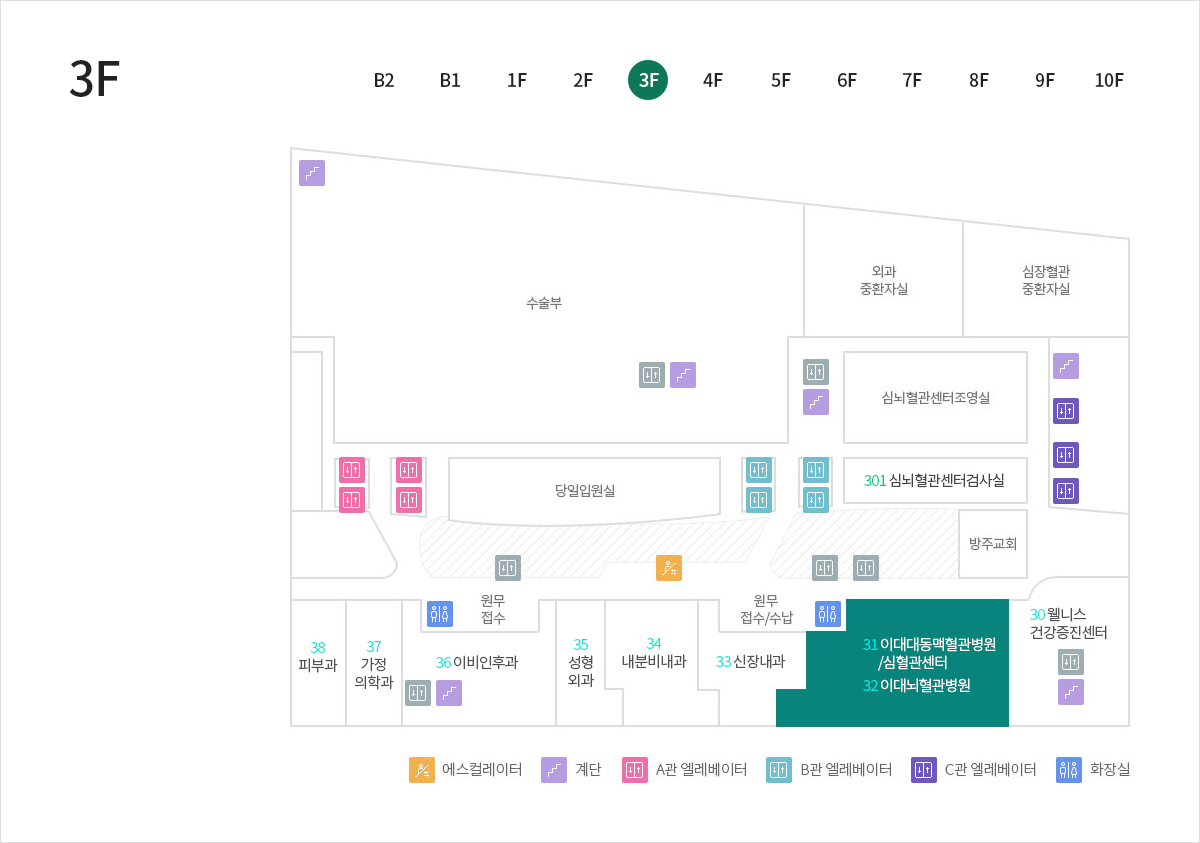 3F
B2
B1
1F
2F
3F
4F
5F
6F
7F
8F
9F
10F
수술부
외과
중환자실
심장혈관
중환자실
심뇌혈관센터조영실
301 심뇌혈관센터검사실
당일입원실
방주교회
원무
접수
원무
접수/수납
38
피부과
37
가정
의학과
36 이비인후과
35
성형
외과
34
내분비내과
33 신장내과
31 이대대동맥혈관병원
/심혈관센터
32 이대뇌혈관병원
30 웰니스
건강증진센터
에스컬레이터
계단
A관 엘레베이터
B관 엘레베이터
C관 엘레베이터
화장실